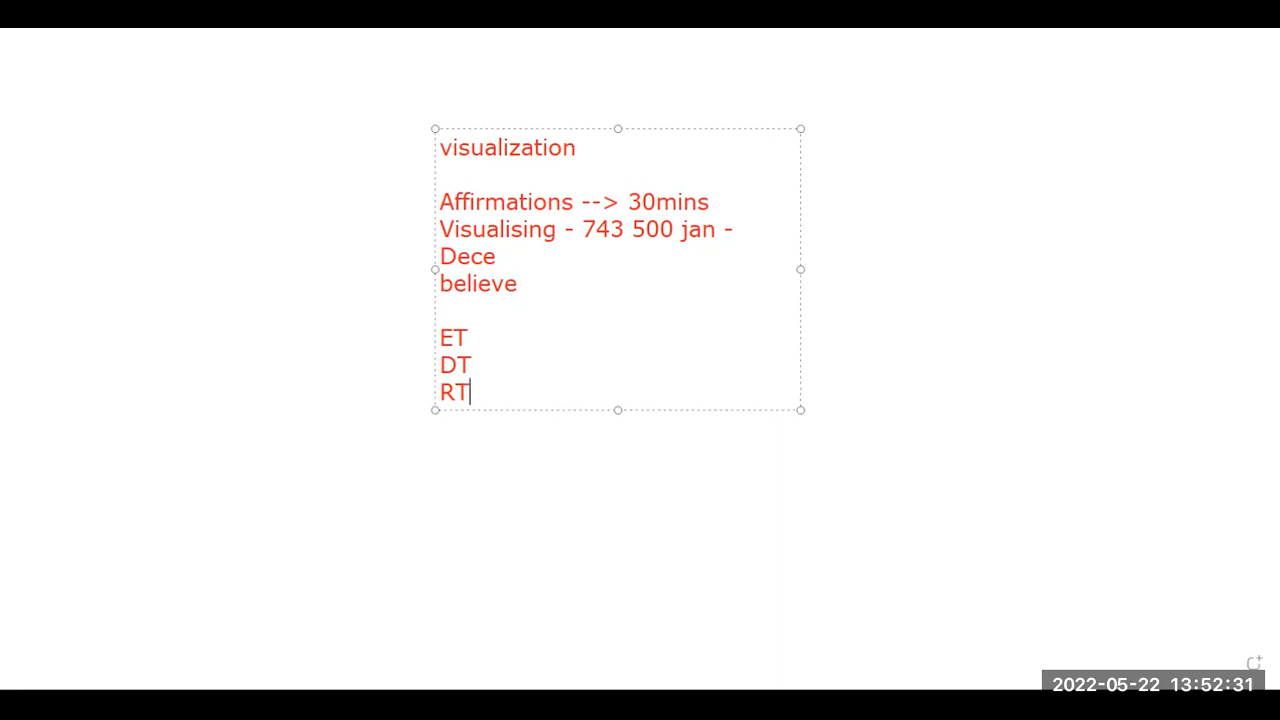 visualization
Affirmations --> 30mins
Visualising - 743 500 jan -
Dece
believe
ET
DT
RT
2022-05-22 13:52:31